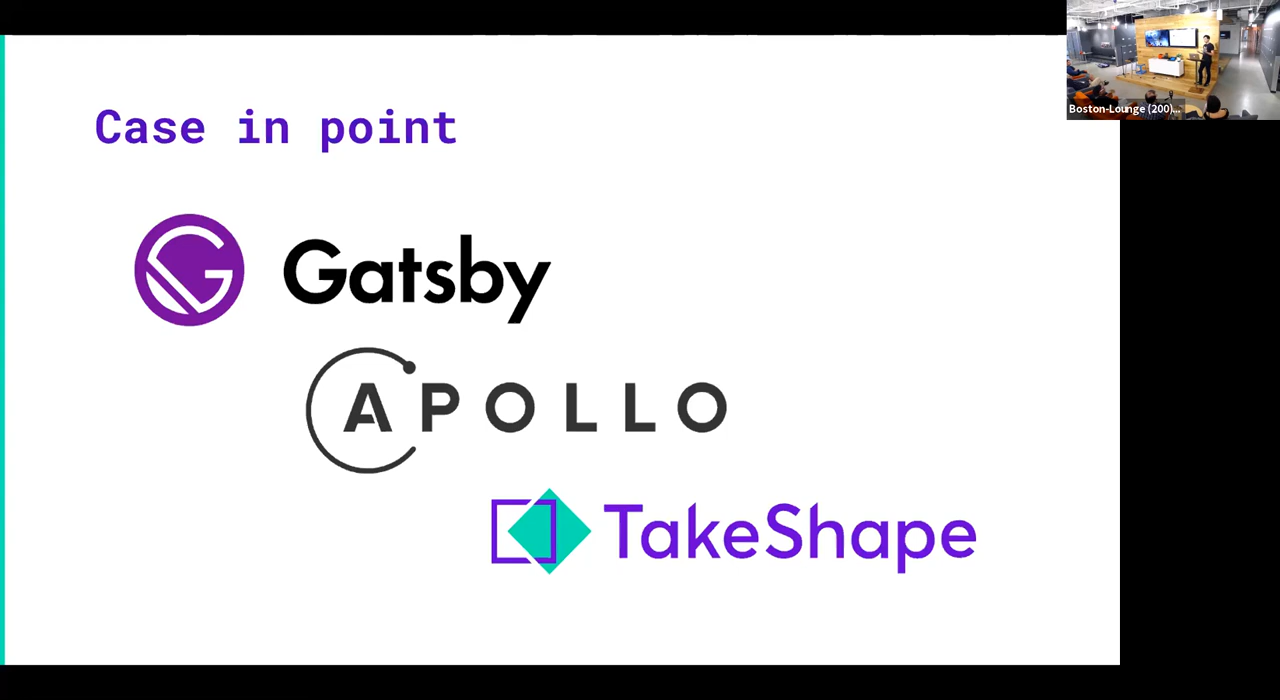 Case in point
Gatsby
APOLLO
TakeShape
Boston-Lounge (200)...